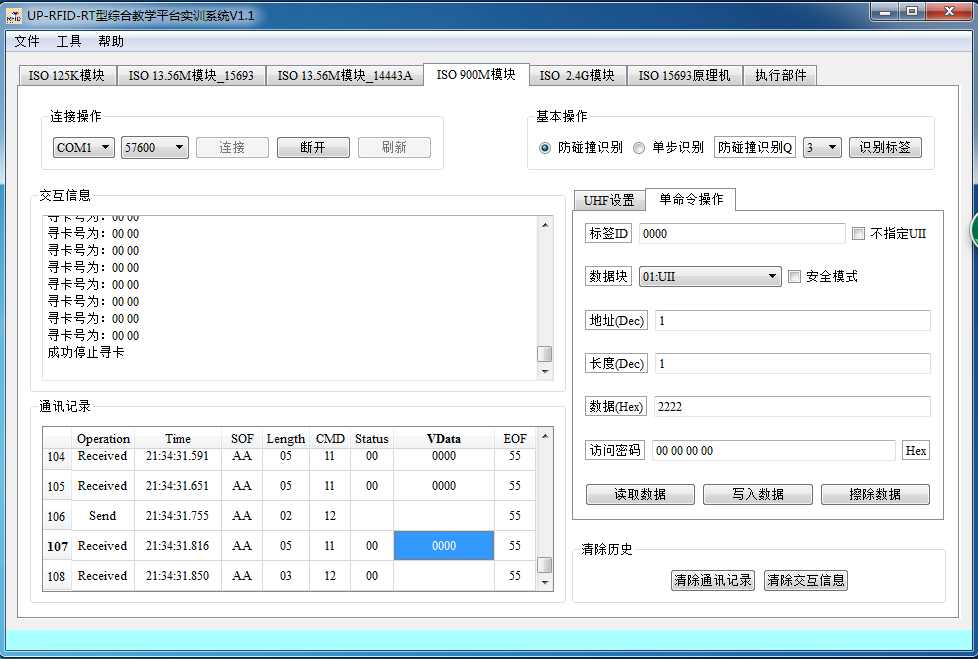 UP-RFID-RT型综合教学平台实训系统V1.1
文件 工具 帮助
ISO 125K模块 ISO 13.56M模块_15693 ISO 13.56M模块_14443A ISO 900M模块 ISO 2.4G模块 ISO 15693原理机 执行部件
连接操作
COM1 57600 连接 断开 刷新
基本操作
防碰撞识别 单步识别 防碰撞识别Q 3 识别标签
交互信息
寻卡号为：00 00
寻卡号为：00 00
寻卡号为：00 00
寻卡号为：00 00
寻卡号为：00 00
寻卡号为：00 00
寻卡号为：00 00
寻卡号为：00 00
成功停止寻卡
通讯记录
Operation Time SOF Length CMD Status VData EOF
104 Received 21:34:31.591 AA 05 11 00 0000 55
105 Received 21:34:31.651 AA 05 11 00 0000 55
106 Send 21:34:31.755 AA 02 12 55
107 Received 21:34:31.816 AA 05 11 00 0000 55
108 Received 21:34:31.850 AA 03 12 00 55
UHF设置 单命令操作
标签ID 0000 不指定UII
数据块 01:UII 安全模式
地址(Dec) 1
长度(Dec) 1
数据(Hex) 2222
访问密码 00 00 00 00 Hex
读取数据 写入数据 擦除数据
清除历史
清除通讯记录 清除交互信息